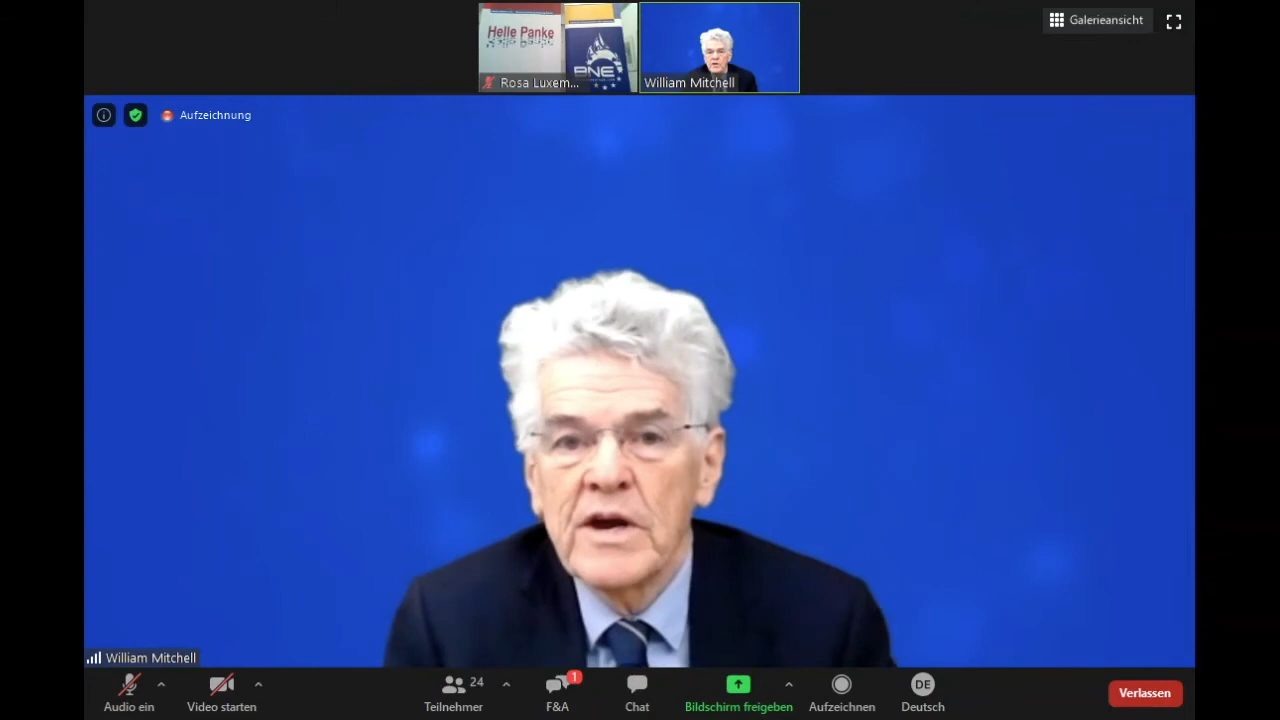 Helle Panke
BNE
Rosa Luxem...
William Mitchell
Galerieansicht
Aufzeichnung
William Mitchell
24
1
DE
Audio ein
Video starten
Teilnehmer
F&A
Chat
Bildschirm freigeben
Aufzeichnen
Deutsch
Verlassen